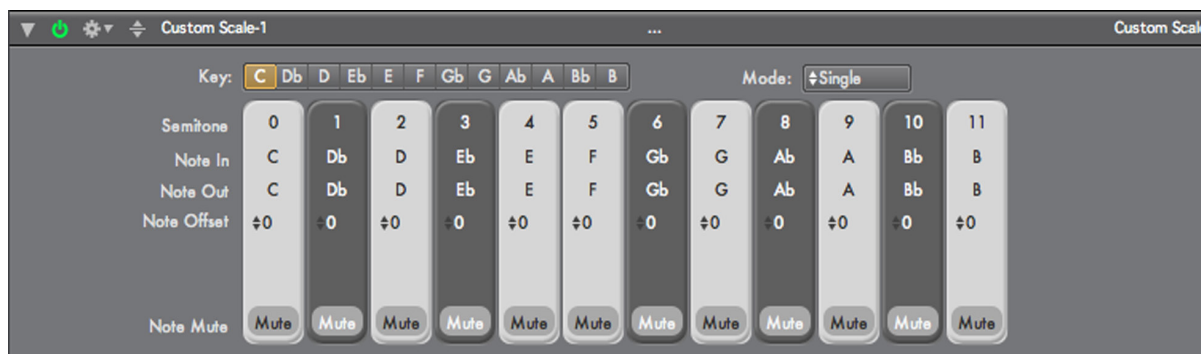 Custom Scale-1 ... Custom Scal
Key: C Db D Eb E F Gb G Ab A Bb B Mode: Single
Semitone 0 1 2 3 4 5 6 7 8 9 10 11
Note In C Db D Eb E F Gb G Ab A Bb B
Note Out C Db D Eb E F Gb G Ab A Bb B
Note Offset 0 0 0 0 0 0 0 0 0 0 0 0
Note Mute Mute Mute Mute Mute Mute Mute Mute Mute Mute Mute Mute Mute